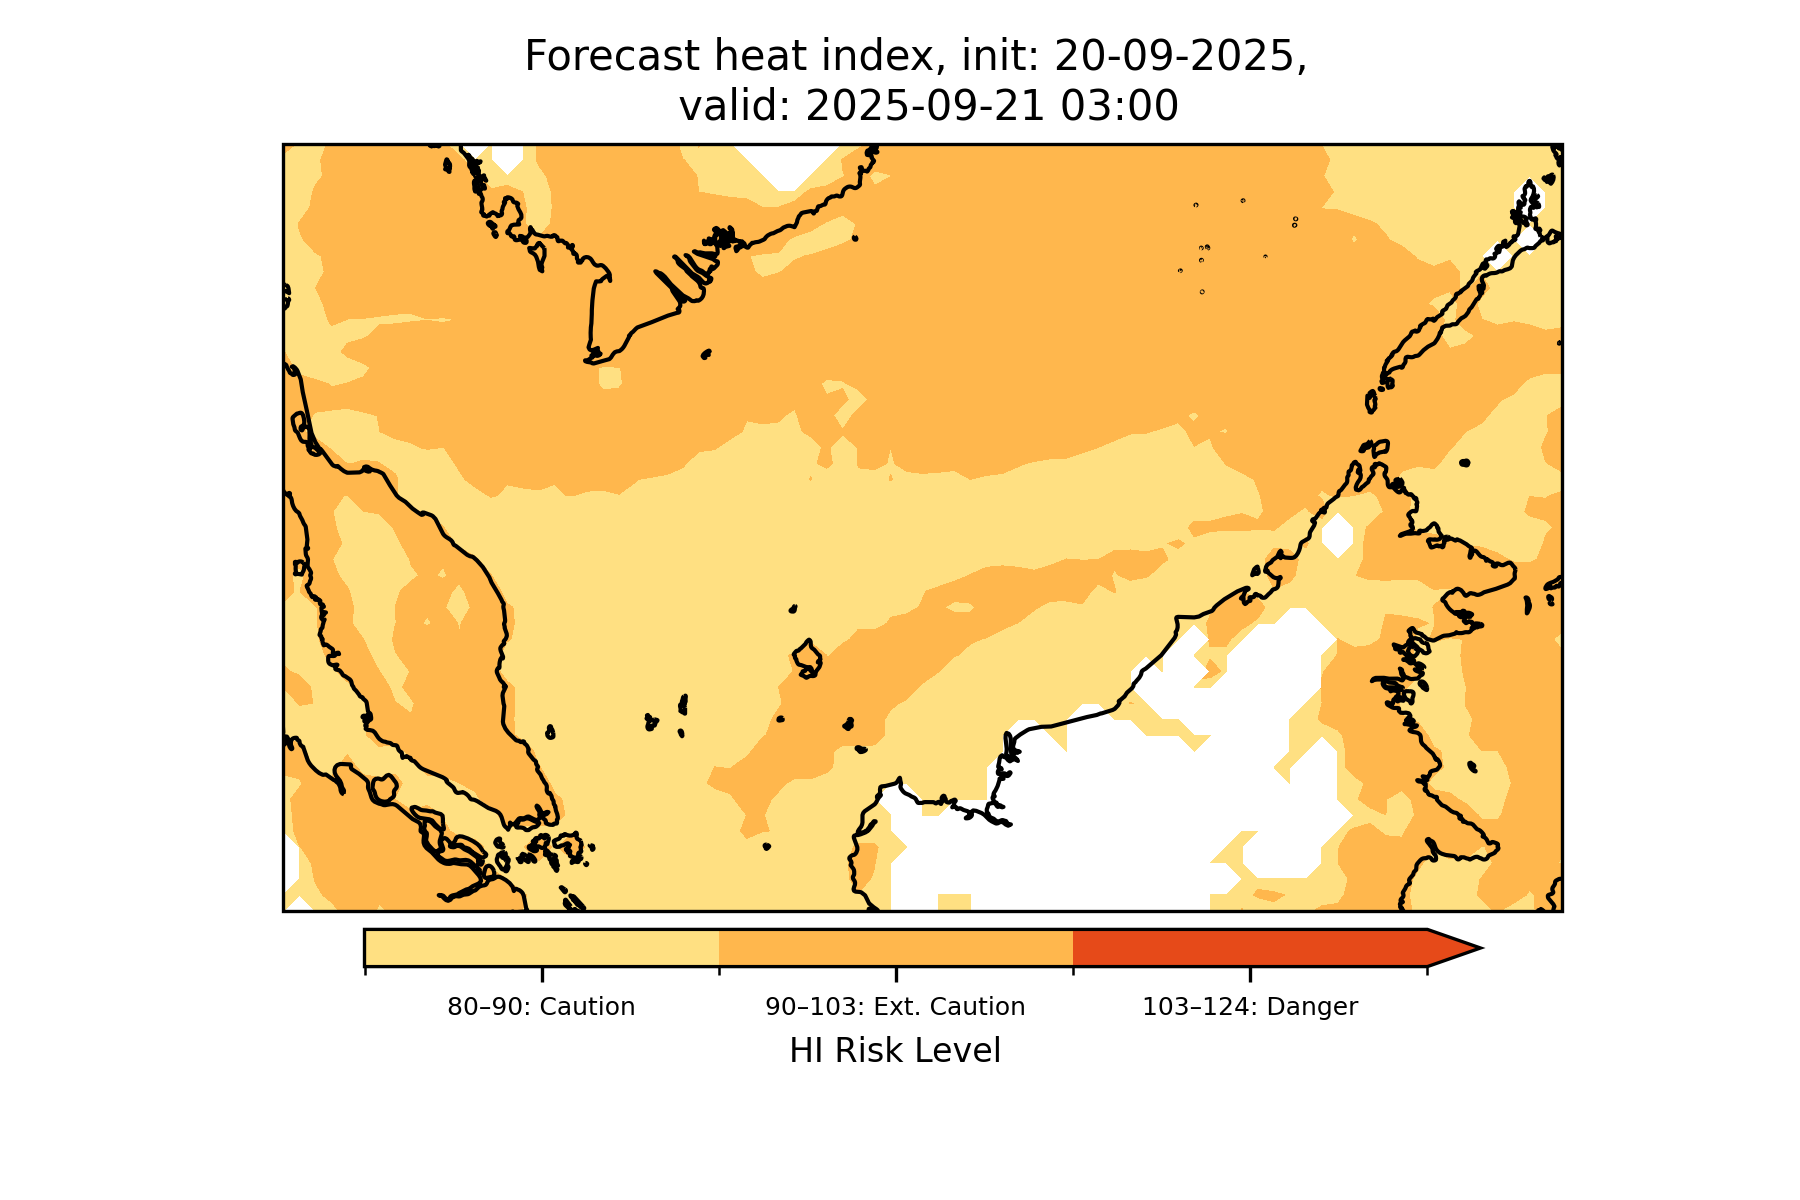 Forecast heat index, init: 20-09-2025,
valid: 2025-09-21 03:00
80–90: Caution
90–103: Ext. Caution
103–124: Danger
HI Risk Level